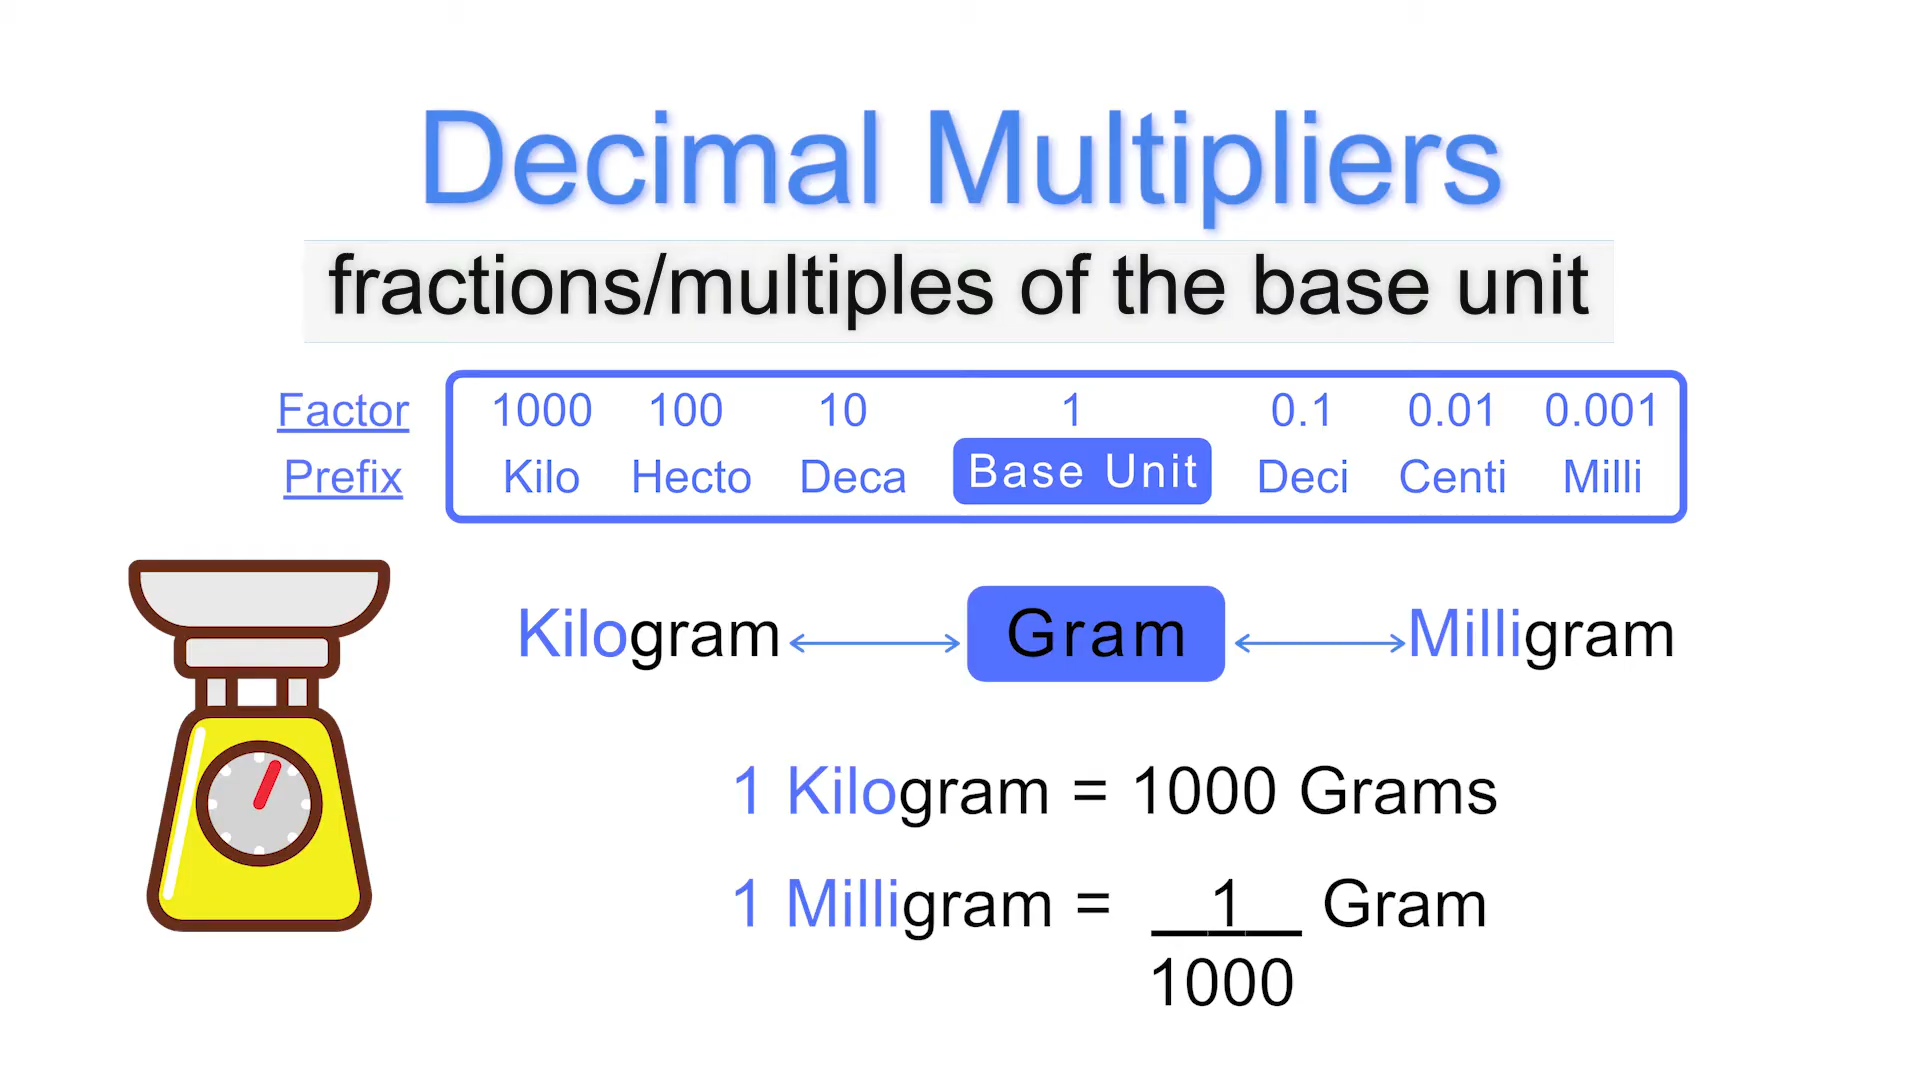 Decimal Multipliers
fractions/multiples of the base unit
Factor 1000 100 10 1 0.1 0.01 0.001
Prefix Kilo Hecto Deca Base Unit Deci Centi Milli
Kilogram Gram Milligram
1 Kilogram = 1000 Grams
1 Milligram = 1 Gram
1000